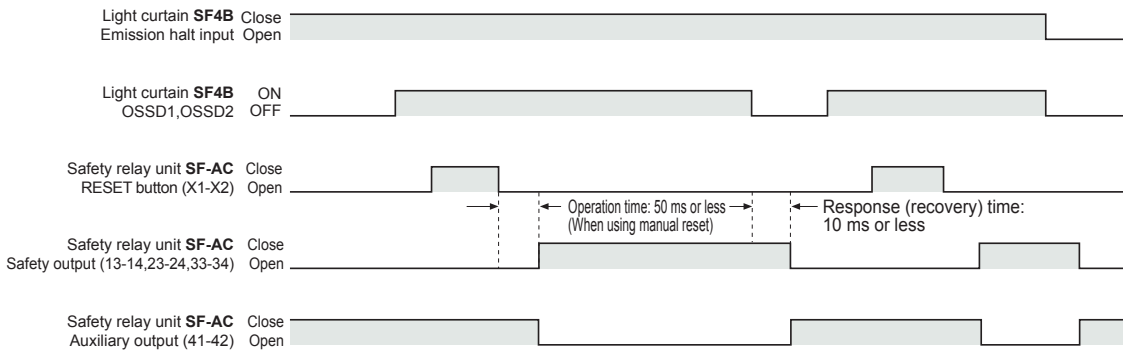 Light curtain SF4B Close
Emission halt input Open
Light curtain SF4B ON
OSSD1,OSSD2 OFF
Safety relay unit SF-AC Close
RESET button (X1-X2) Open
Operation time: 50 ms or less
(When using manual reset)
Response (recovery) time:
10 ms or less
Safety relay unit SF-AC Close
Safety output (13-14,23-24,33-34) Open
Safety relay unit SF-AC Close
Auxiliary output (41-42) Open